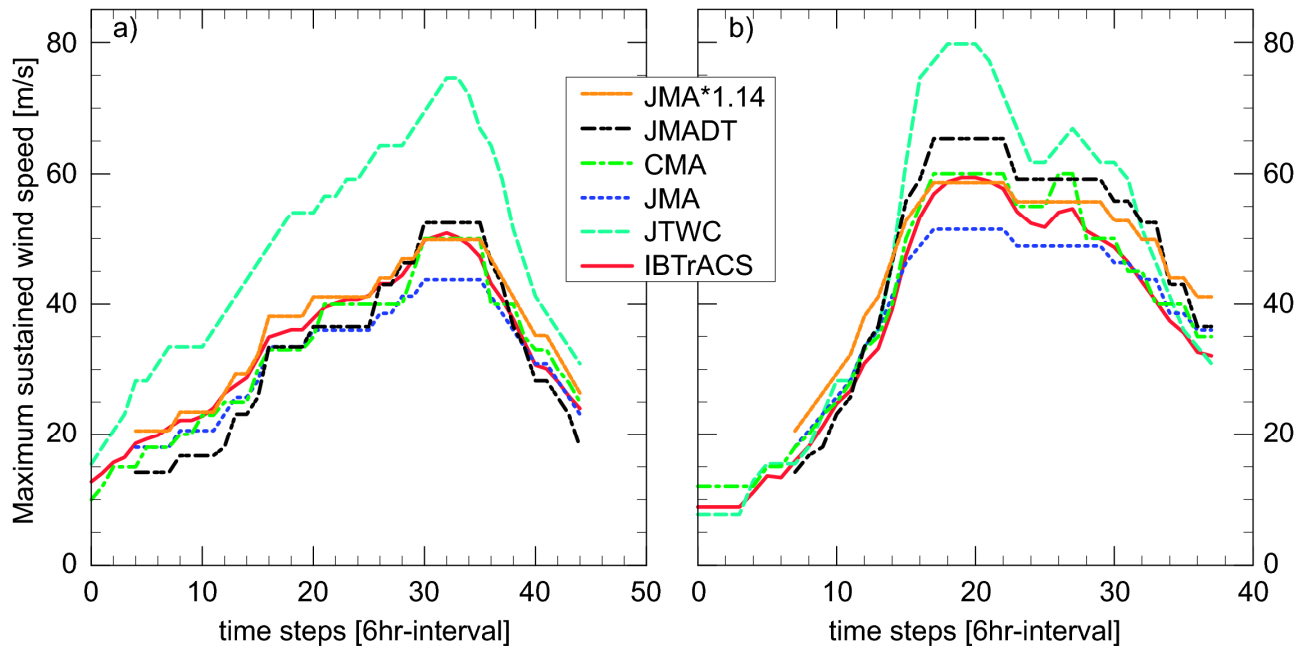 a)
b)
80
60
40
20
0
Maximum sustained wind speed [m/s]
JMA*1.14
JMADT
CMA
JMA
JTWC
IBTrACS
80
60
40
20
0
0 10 20 30 40 50
0 10 20 30 40
time steps [6hr-interval]
time steps [6hr-interval]